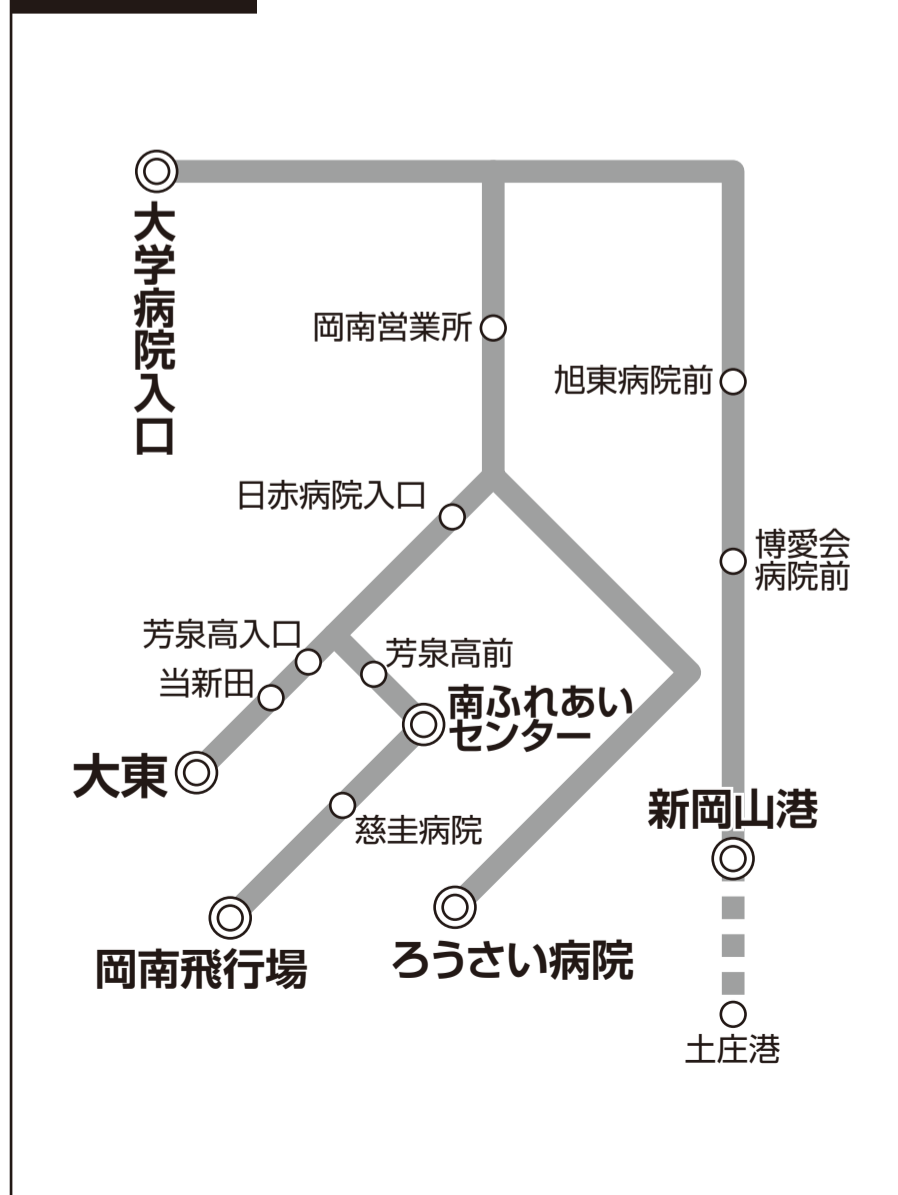 大学病院入口
岡南営業所
旭東病院前
日赤病院入口
博愛会
病院前
芳泉高入口
芳泉高前
当新田
南ふれあい
センター
大東
新岡山港
慈圭病院
岡南飛行場
ろうさい病院
土庄港